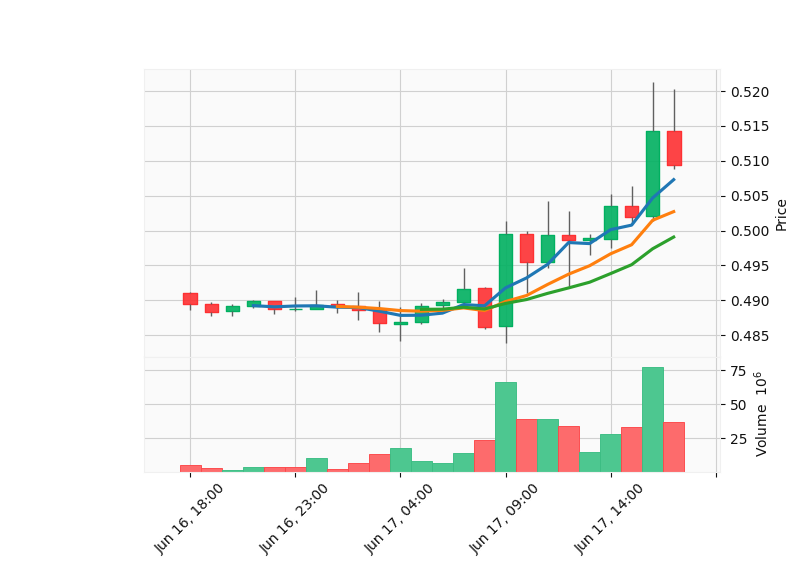 0.520
0.515
0.510
0.505
0.500
0.495
0.490
0.485
Price
75
50
25
Volume 10⁶
Jun 16, 18:00
Jun 16, 23:00
Jun 17, 04:00
Jun 17, 09:00
Jun 17, 14:00